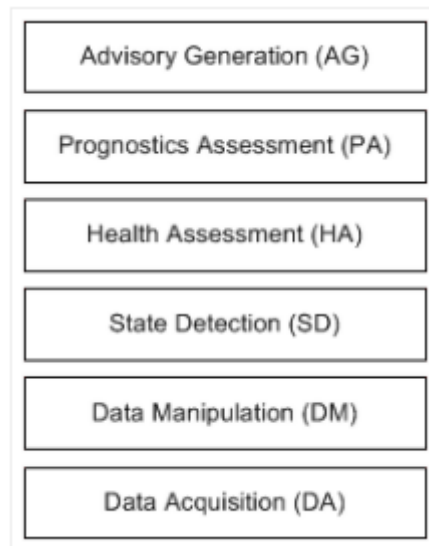 Advisory Generation (AG)
Prognostics Assessment (PA)
Health Assessment (HA)
State Detection (SD)
Data Manipulation (DM)
Data Acquisition (DA)